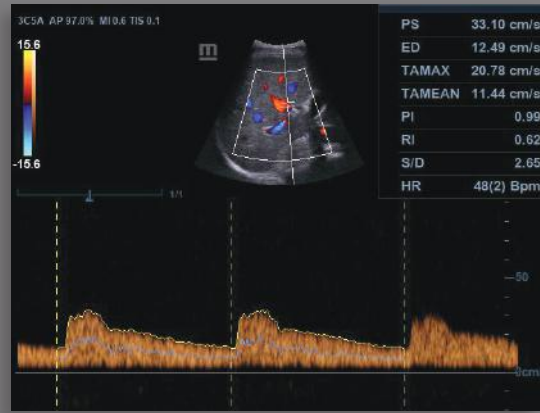 3C5A AP 97.0% MI 0.6 TIS 0.1
15.6
-15.6
m
1/1
PS 33.10 cm/s
ED 12.49 cm/s
TAMAX 20.78 cm/s
TAMEAN 11.44 cm/s
PI 0.99
RI 0.62
S/D 2.65
HR 48(2) Bpm
-50
0cm